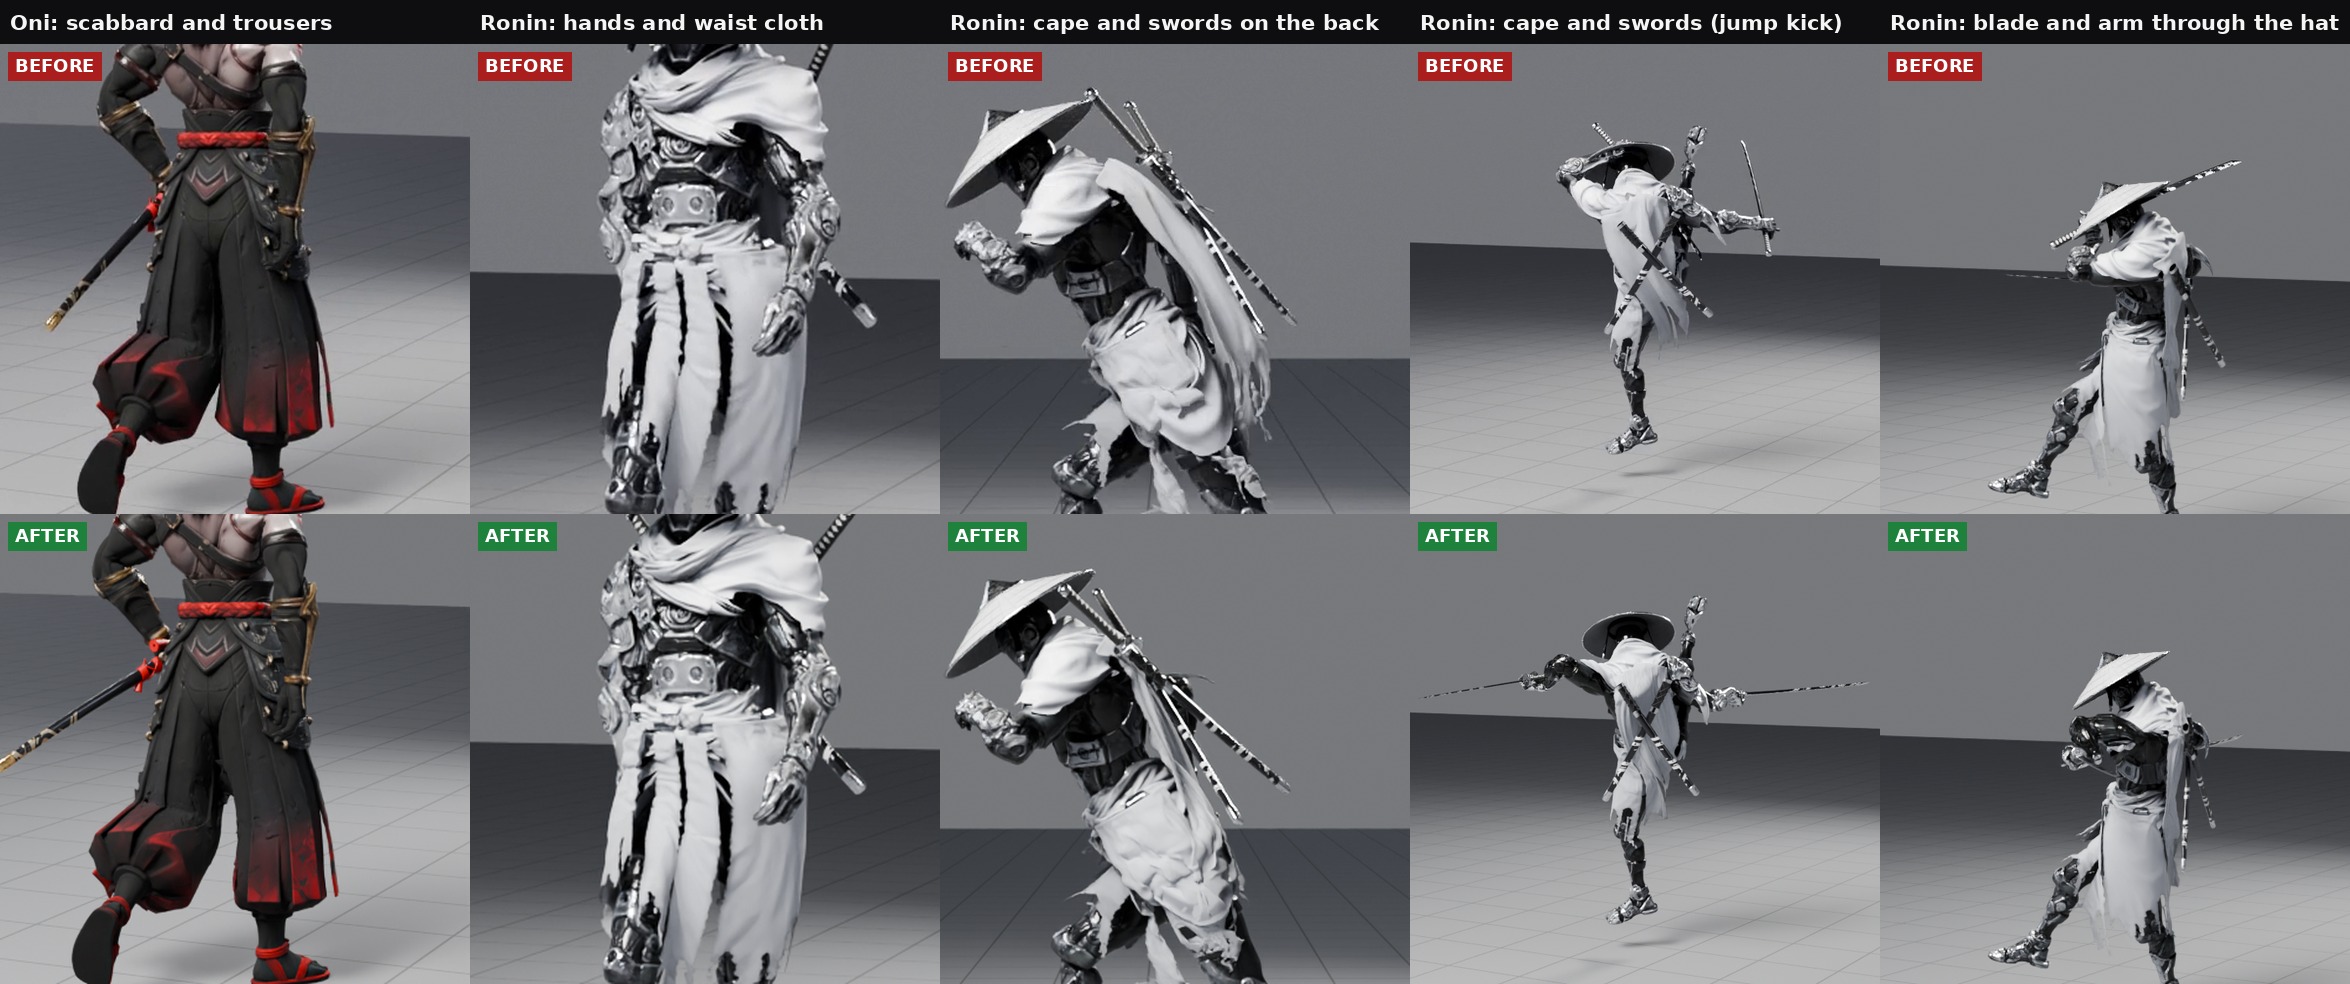 Oni: scabbard and trousers
Ronin: hands and waist cloth
Ronin: cape and swords on the back
Ronin: cape and swords (jump kick)
Ronin: blade and arm through the hat
BEFORE
BEFORE
BEFORE
BEFORE
BEFORE
AFTER
AFTER
AFTER
AFTER
AFTER